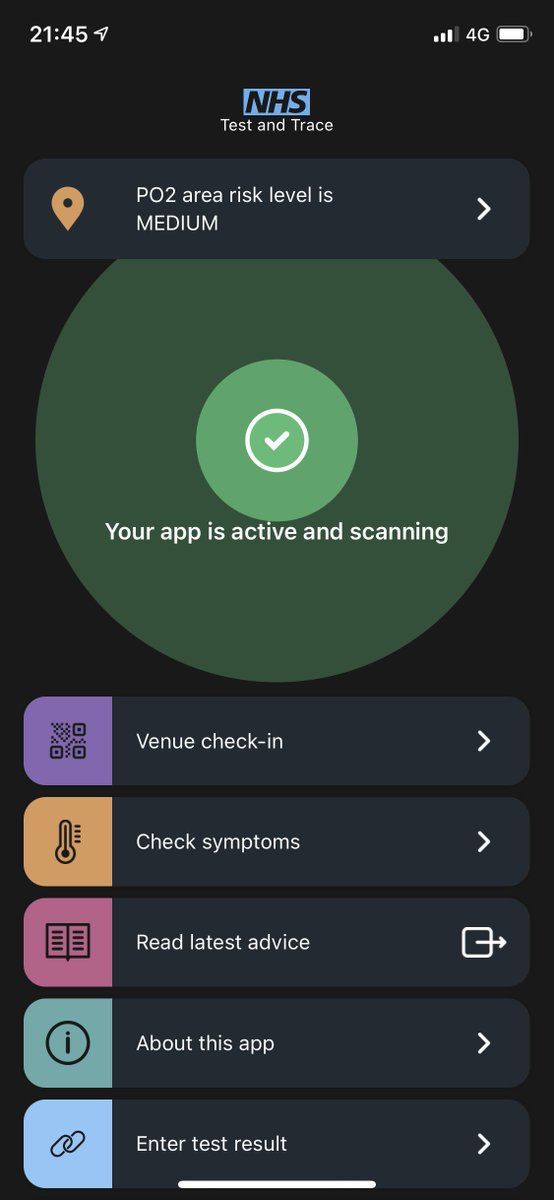 21:45
4G
NHS
Test and Trace
PO2 area risk level is
MEDIUM
Your app is active and scanning
Venue check-in
Check symptoms
Read latest advice
About this app
Enter test result